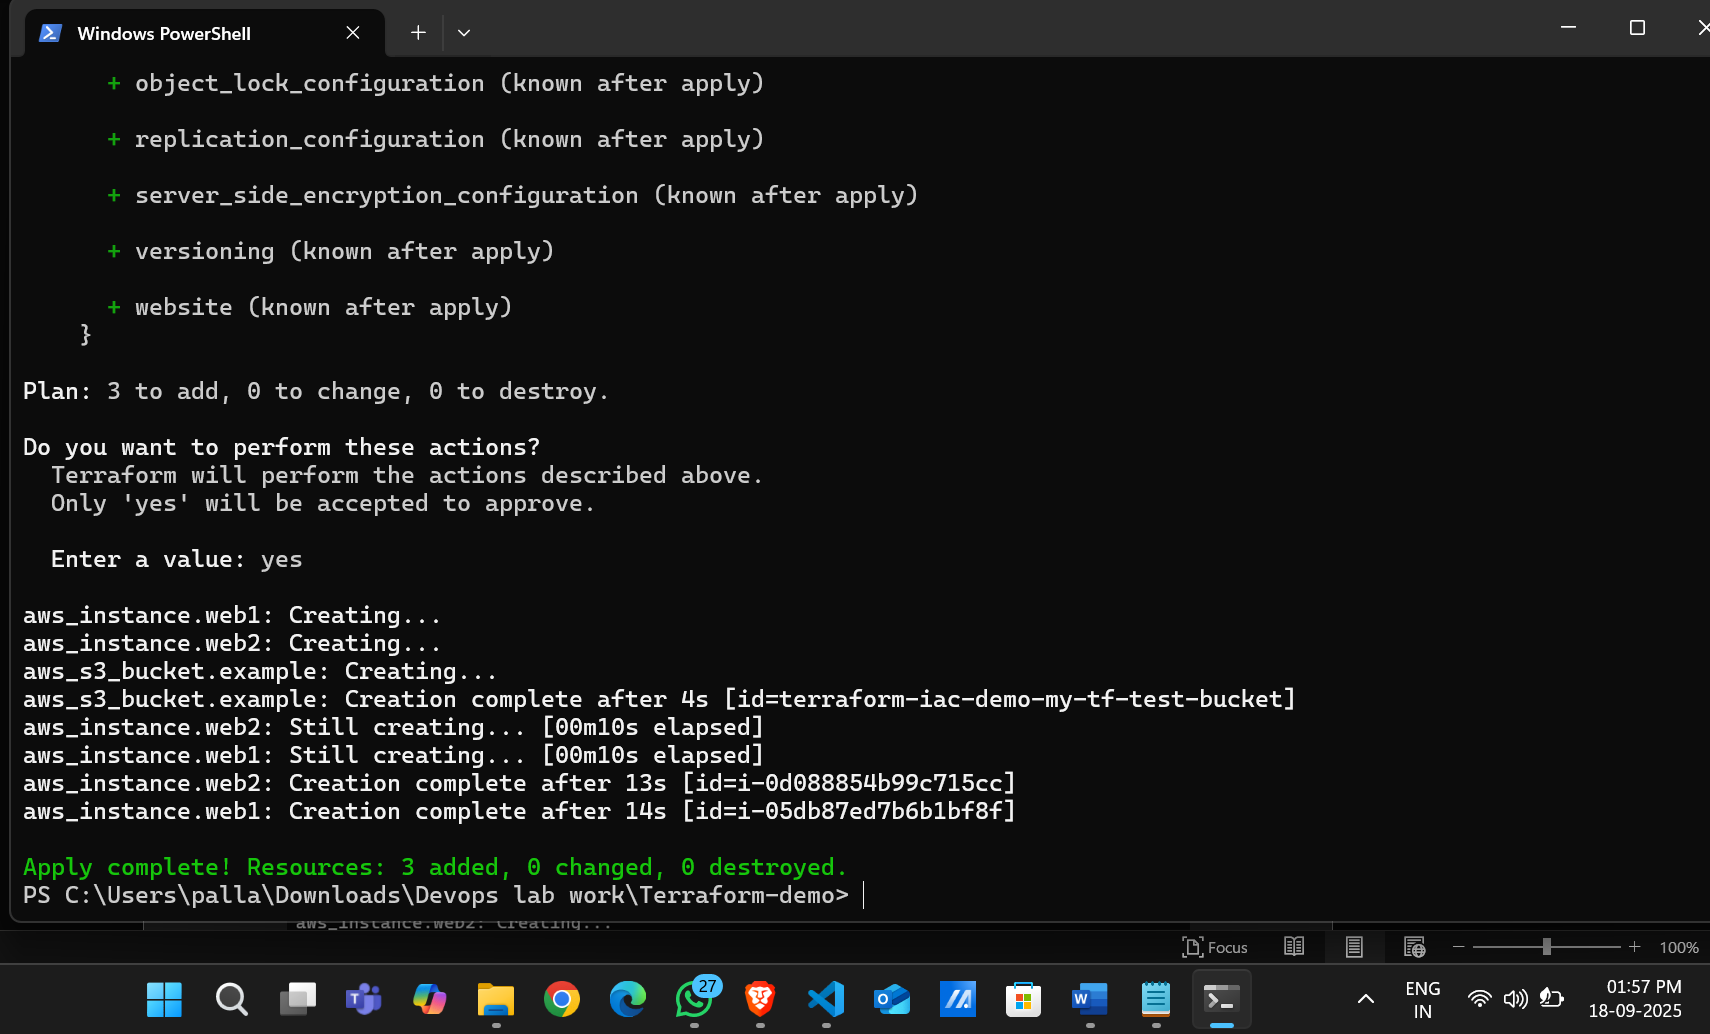 Windows PowerShell
+ object_lock_configuration (known after apply)
+ replication_configuration (known after apply)
+ server_side_encryption_configuration (known after apply)
+ versioning (known after apply)
+ website (known after apply)
}
Plan: 3 to add, 0 to change, 0 to destroy.
Do you want to perform these actions?
Terraform will perform the actions described above.
Only 'yes' will be accepted to approve.
Enter a value: yes
aws_instance.web1: Creating...
aws_instance.web2: Creating...
aws_s3_bucket.example: Creating...
aws_s3_bucket.example: Creation complete after 4s [id=terraform-iac-demo-my-tf-test-bucket]
aws_instance.web2: Still creating... [00m10s elapsed]
aws_instance.web1: Still creating... [00m10s elapsed]
aws_instance.web2: Creation complete after 13s [id=i-0d088854b99c715cc]
aws_instance.web1: Creation complete after 14s [id=i-05db87ed7b6b1bf8f]
Apply complete! Resources: 3 added, 0 changed, 0 destroyed.
PS C:\Users\palla\Downloads\Devops lab work\Terraform-demo>
aws_instance.web2: Creating...
Focus
100%
27
ENG
IN
01:57 PM
18-09-2025